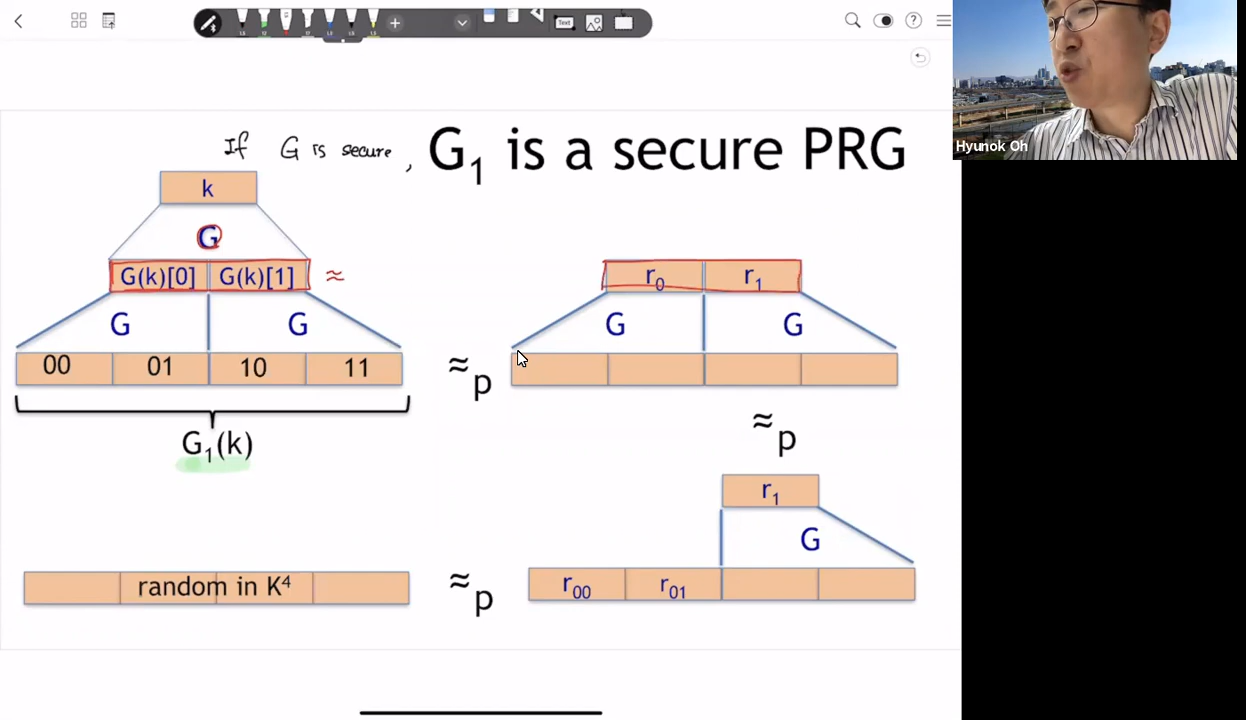 Text
Hyunok Oh
If G is secure, G₁ is a secure PRG
k
G
G(k)[0] G(k)[1] ≈
r₀ r₁
G G
G G
00 01 10 11
≈p
G₁(k)
≈p
r₁
G
random in K⁴
≈p
r₀₀ r₀₁